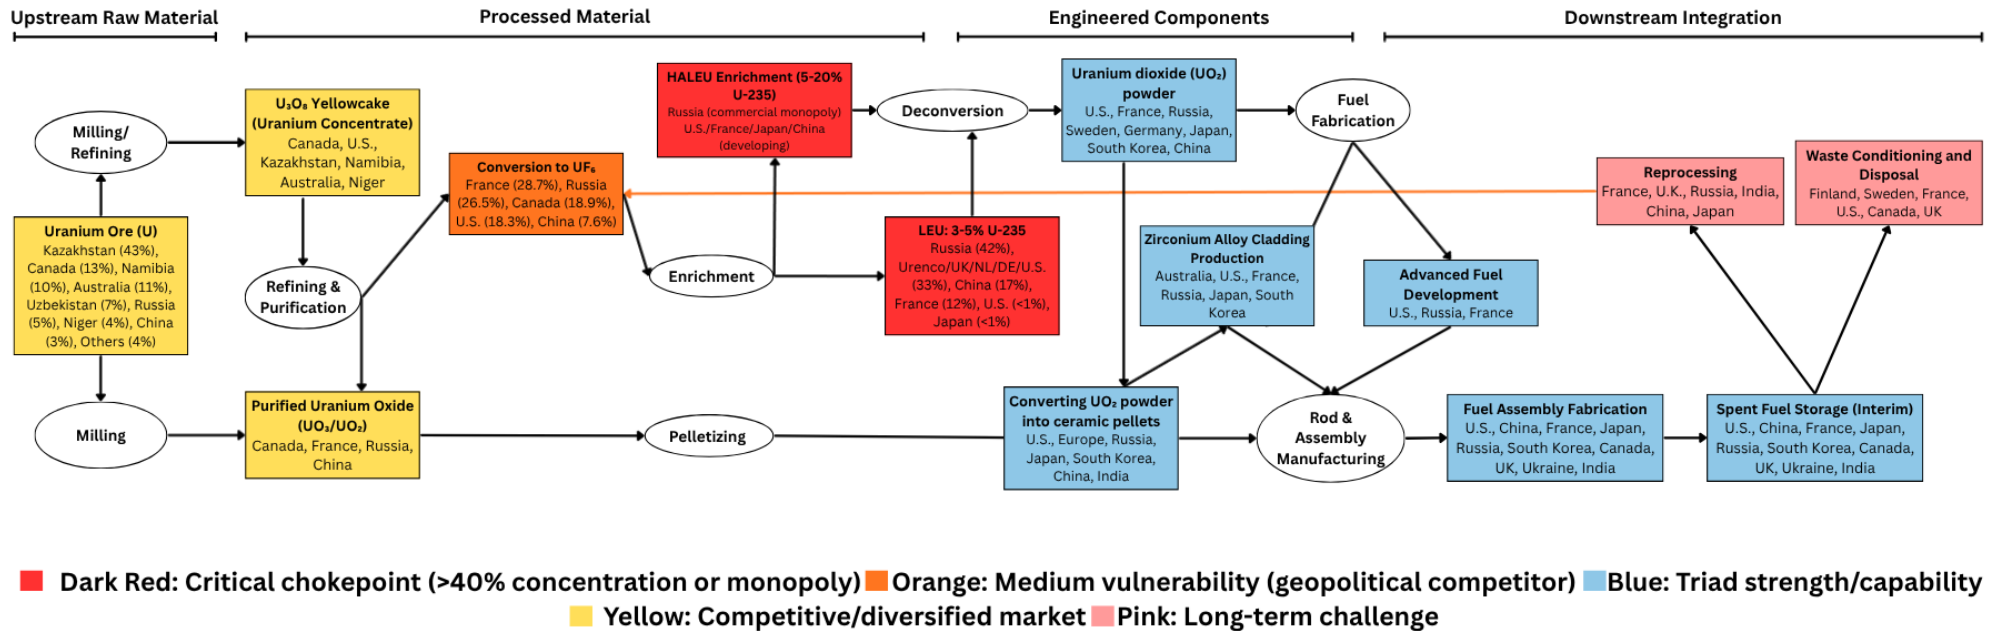 Upstream Raw Material
Processed Material
Engineered Components
Downstream Integration
Milling/
Refining
U₃O₈ Yellowcake
(Uranium Concentrate)
Canada, U.S.,
Kazakhstan, Namibia,
Australia, Niger
Uranium Ore (U)
Kazakhstan (43%),
Canada (13%), Namibia
(10%), Australia (11%),
Uzbekistan (7%), Russia
(5%), Niger (4%), China
(3%), Others (4%)
Refining &
Purification
Milling
Purified Uranium Oxide
(UO₃/UO₂)
Canada, France, Russia,
China
Conversion to UF₆
France (28.7%), Russia
(26.5%), Canada (18.9%),
U.S. (18.3%), China (7.6%)
Enrichment
HALEU Enrichment (5-20%
U-235)
Russia (commercial monopoly)
U.S./France/Japan/China
(developing)
LEU: 3-5% U-235
Russia (42%),
Urenco/UK/NL/DE/U.S.
(33%), China (17%),
France (12%), U.S. (<1%),
Japan (<1%)
Deconversion
Pelletizing
Uranium dioxide (UO₂)
powder
U.S., France, Russia,
Sweden, Germany, Japan,
South Korea, China
Fuel
Fabrication
Zirconium Alloy Cladding
Production
Australia, U.S., France,
Russia, Japan, South
Korea
Advanced Fuel
Development
U.S., Russia, France
Converting UO₂ powder
into ceramic pellets
U.S., Europe, Russia,
Japan, South Korea,
China, India
Rod &
Assembly
Manufacturing
Fuel Assembly Fabrication
U.S., China, France, Japan,
Russia, South Korea, Canada,
UK, Ukraine, India
Spent Fuel Storage (Interim)
U.S., China, France, Japan,
Russia, South Korea, Canada,
UK, Ukraine, India
Reprocessing
France, U.K., Russia, India,
China, Japan
Waste Conditioning and
Disposal
Finland, Sweden, France,
U.S., Canada, UK
Dark Red: Critical chokepoint (>40% concentration or monopoly)
Orange: Medium vulnerability (geopolitical competitor)
Blue: Triad strength/capability
Yellow: Competitive/diversified market
Pink: Long-term challenge